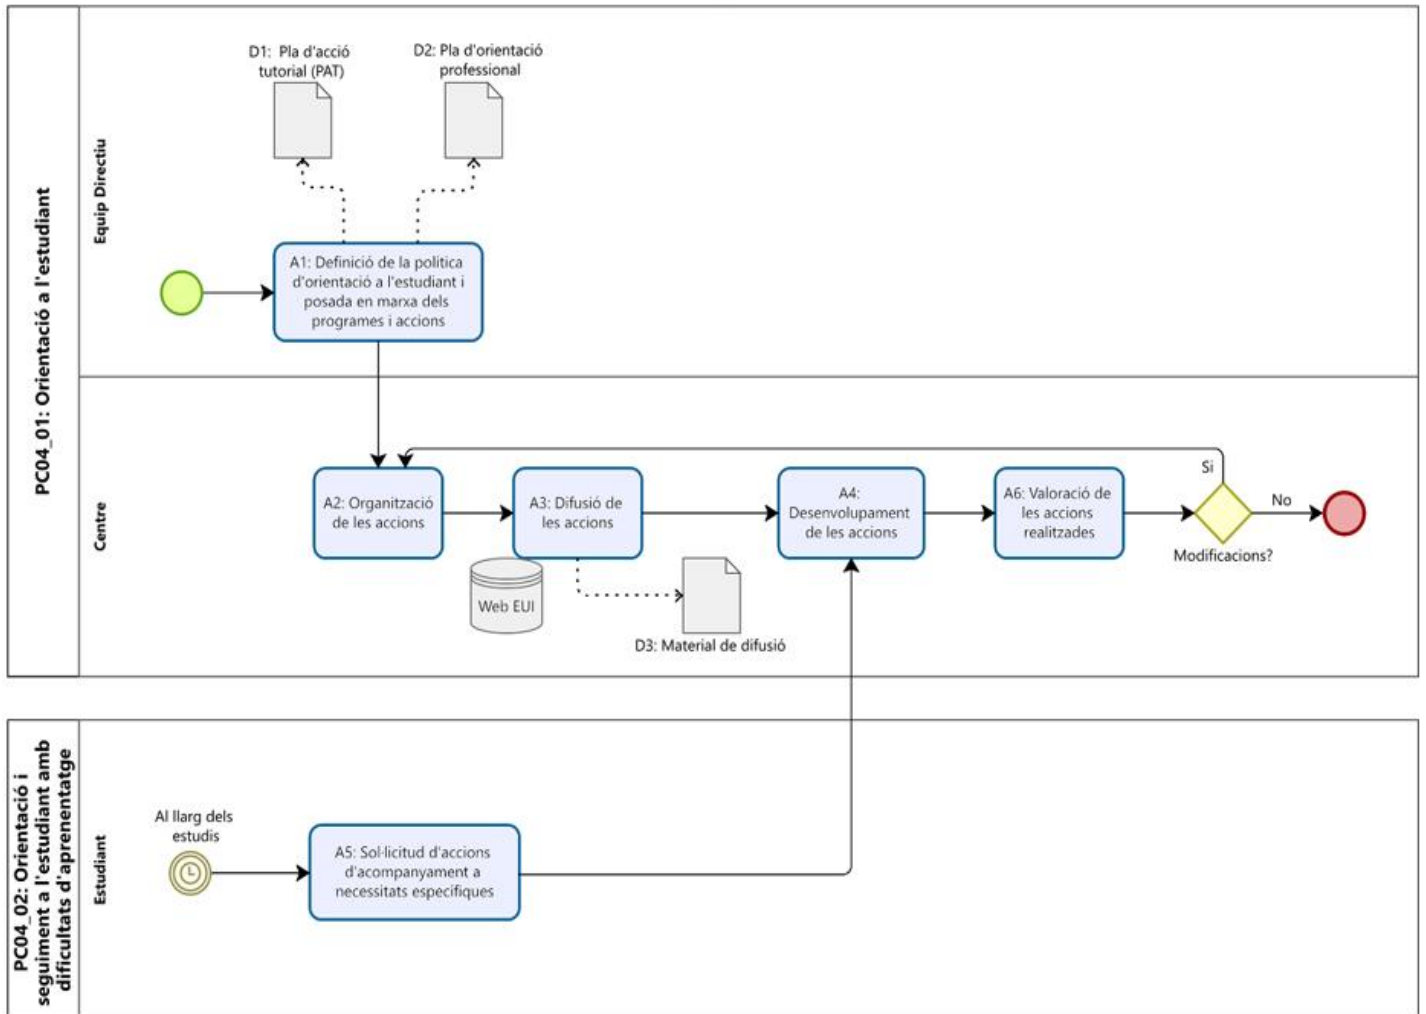 PC04_01: Orientació a l'estudiant
Equip Directiu
D1: Pla d'acció
tutorial (PAT)
D2: Pla d'orientació
professional
A1: Definició de la política
d'orientació a l'estudiant i
posada en marxa dels
programes i accions
Centre
A2: Organització
de les accions
A3: Difusió de
les accions
Web EUI
D3: Material de difusió
A4:
Desenvolupament
de les accions
A6: Valoració de
les accions
realitzades
Si
No
Modificacions?
PC04_02: Orientació i
seguiment a l'estudiant amb
dificultats d'aprenentatge
Estudiant
Al llarg dels
estudis
A5: Sol·licitud d'accions
d'acompanyament a
necessitats específiques